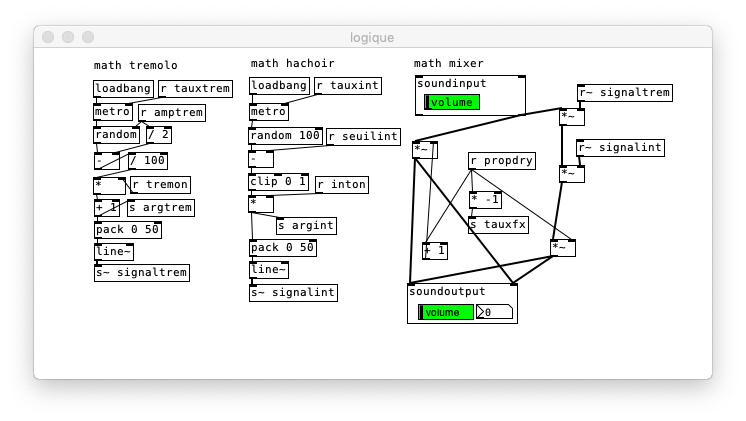 logique
math tremolo
loadbang
r tauxtrem
metro
r amptrem
random
/ 2
-
/ 100
*
r tremon
+ 1
s argtrem
pack 0 50
line~
s~ signaltrem
math hachoir
loadbang
r tauxint
metro
random 100
r seuilint
-
clip 0 1
r inton
*
s argint
pack 0 50
line~
s~ signalint
math mixer
soundinput
volume
r~ signaltrem
*~
r~ signalint
*~
*~
r propdry
* -1
s tauxfx
+ 1
*~
soundoutput
volume
0